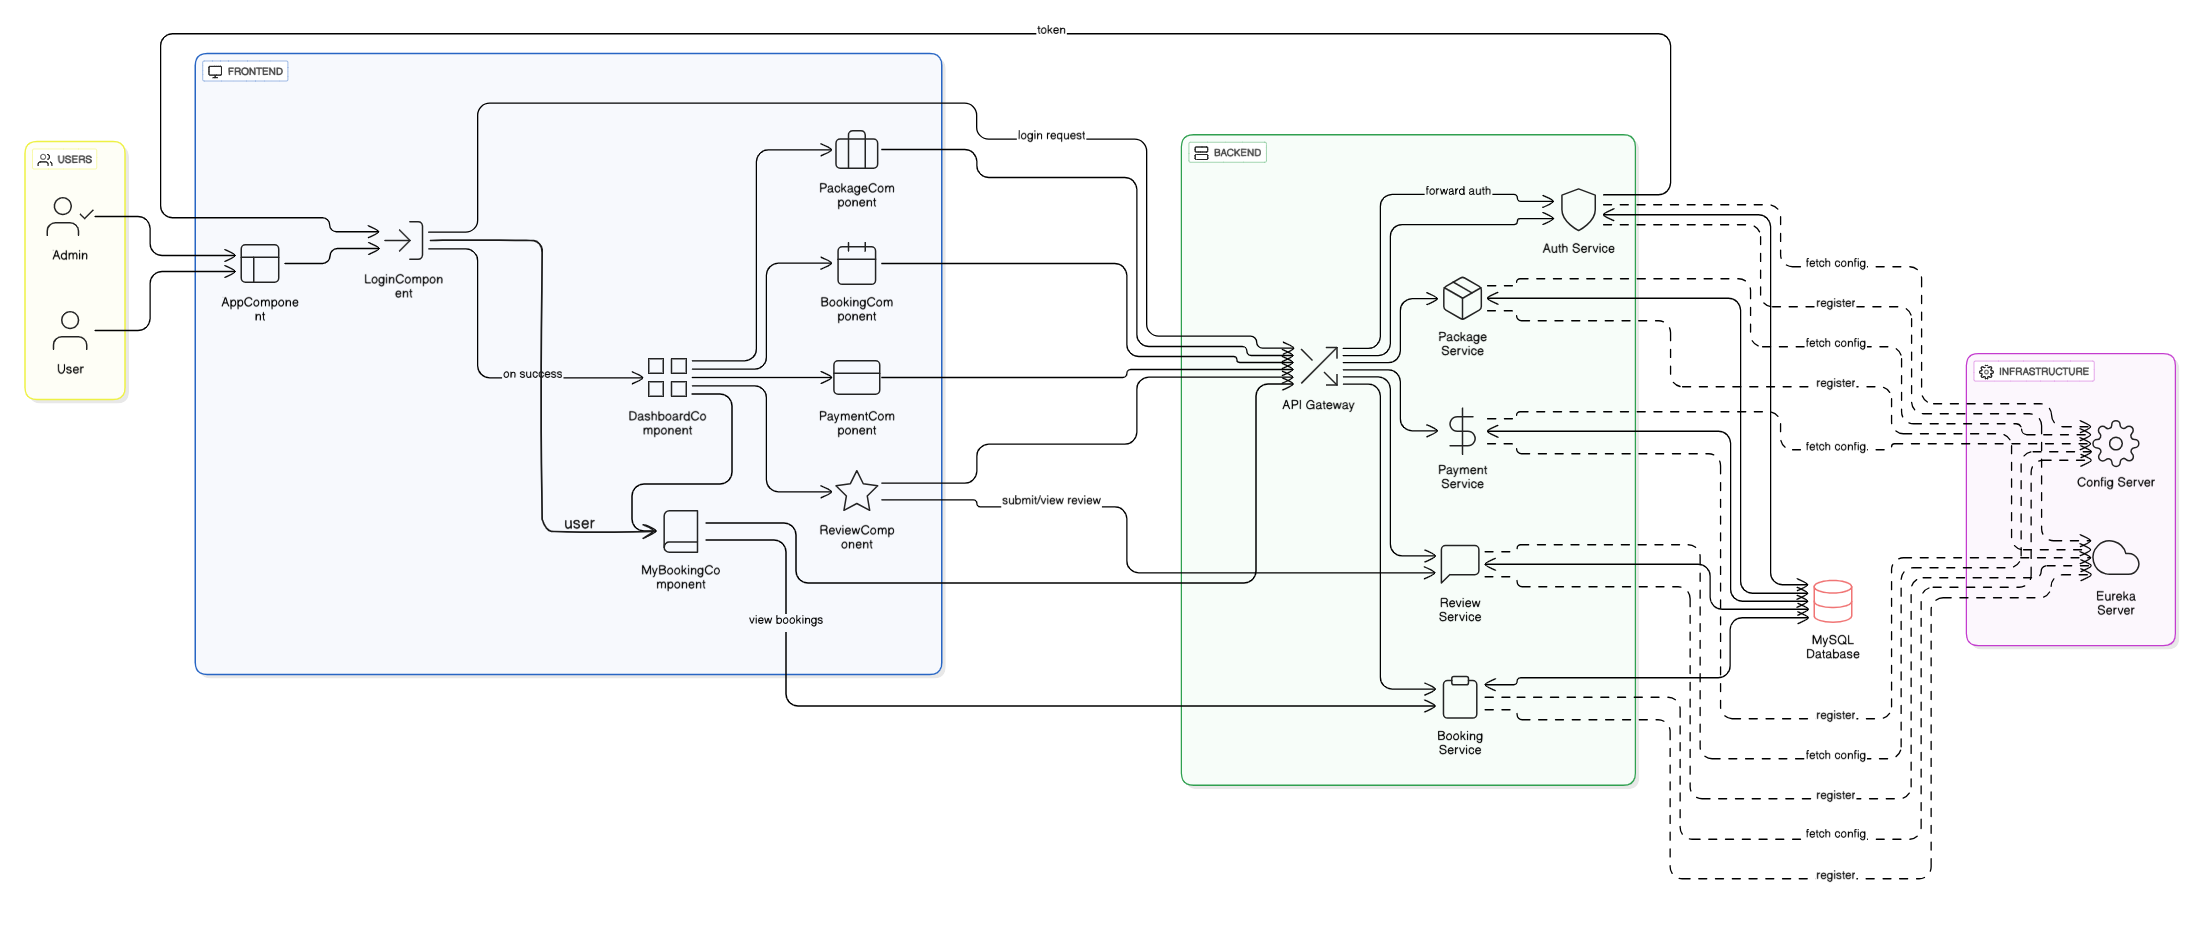 token
FRONTEND
login request
USERS
BACKEND
PackageCom
ponent
forward auth
Admin
Auth Service
LoginCompon
ent
fetch config
AppCompone
nt
BookingCom
ponent
register
Package
Service
fetch config
User
on success
API Gateway
register
INFRASTRUCTURE
DashboardCo
mponent
PaymentCom
ponent
fetch config
Payment
Service
Config Server
submit/view review
user
ReviewComp
onent
MyBookingCo
mponent
Review
Service
Eureka
Server
view bookings
MySQL
Database
register
Booking
Service
fetch config
register
fetch config
register